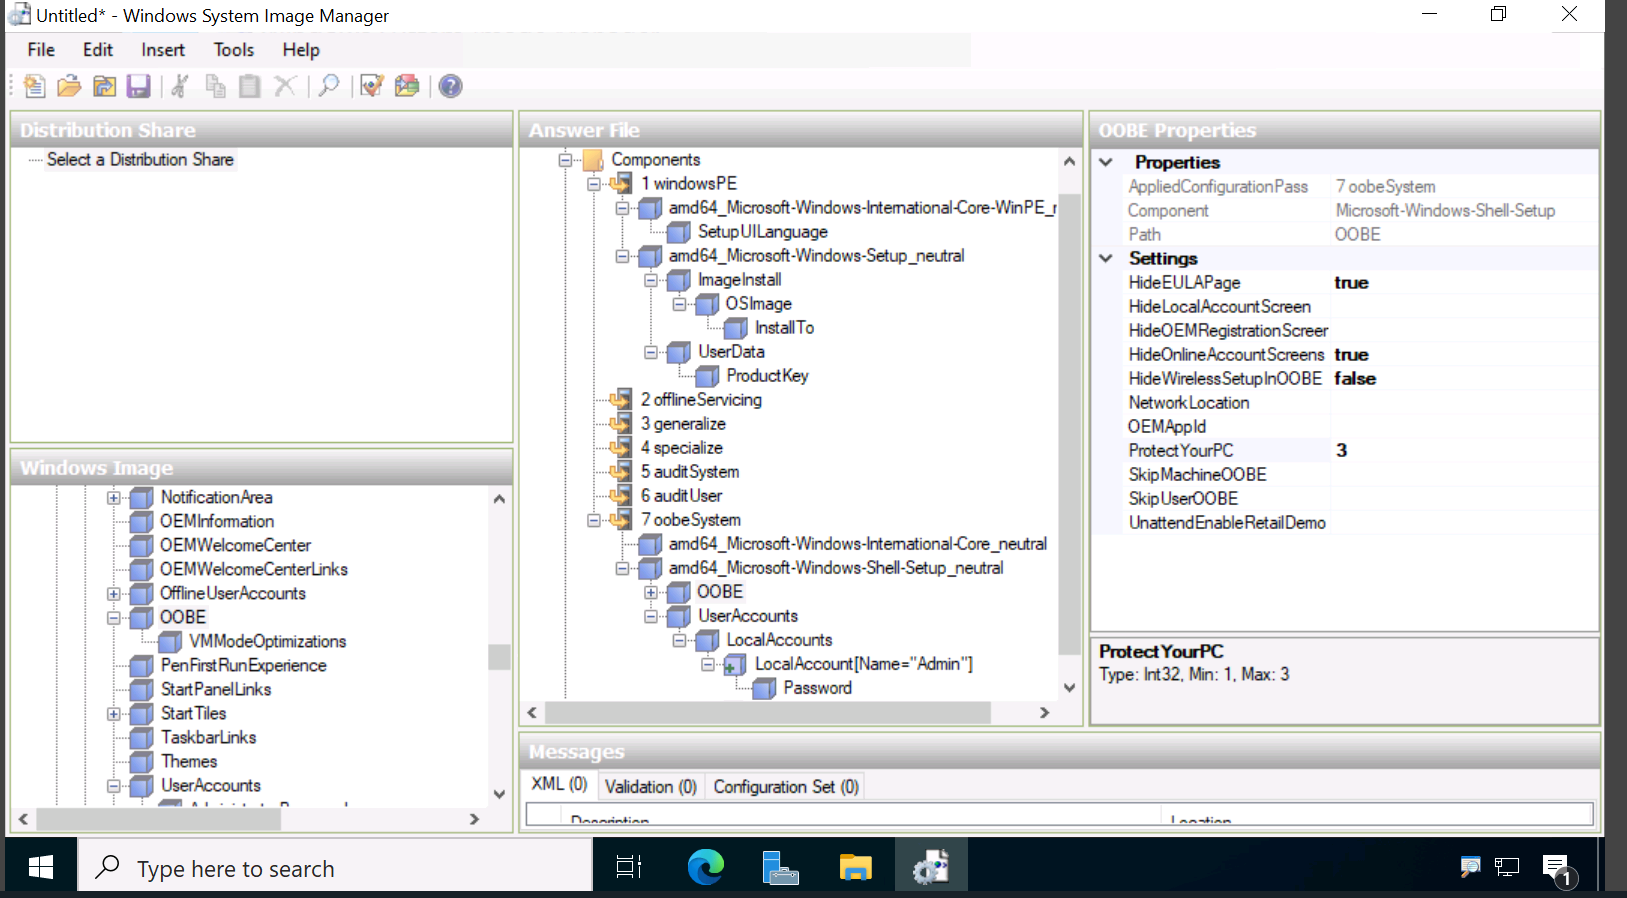 Untitled* - Windows System Image Manager
File Edit Insert Tools Help
Distribution Share
Select a Distribution Share
Windows Image
NotificationArea
OEMInformation
OEMWelcomeCenter
OEMWelcomeCenterLinks
OfflineUserAccounts
OOBE
VMModeOptimizations
PenFirstRunExperience
StartPanelLinks
StartTiles
TaskbarLinks
Themes
UserAccounts
Answer File
Components
1 windowsPE
amd64_Microsoft-Windows-International-Core-WinPE_r
SetupUILanguage
amd64_Microsoft-Windows-Setup_neutral
ImageInstall
OSImage
InstallTo
UserData
ProductKey
2 offlineServicing
3 generalize
4 specialize
5 auditSystem
6 auditUser
7 oobeSystem
amd64_Microsoft-Windows-International-Core_neutral
amd64_Microsoft-Windows-Shell-Setup_neutral
OOBE
UserAccounts
LocalAccounts
LocalAccount[Name="Admin"]
Password
OOBE Properties
Properties
AppliedConfigurationPass 7 oobeSystem
Component Microsoft-Windows-Shell-Setup
Path OOBE
Settings
HideEULAPage true
HideLocalAccountScreen
HideOEMRegistrationScreer
HideOnlineAccountScreens true
HideWirelessSetupInOOBE false
NetworkLocation
OEMAppId
ProtectYourPC 3
SkipMachineOOBE
SkipUserOOBE
UnattendEnableRetailDemo
ProtectYourPC
Type: Int32, Min: 1, Max: 3
Messages
XML (0) Validation (0) Configuration Set (0)
Description Location
Type here to search
1